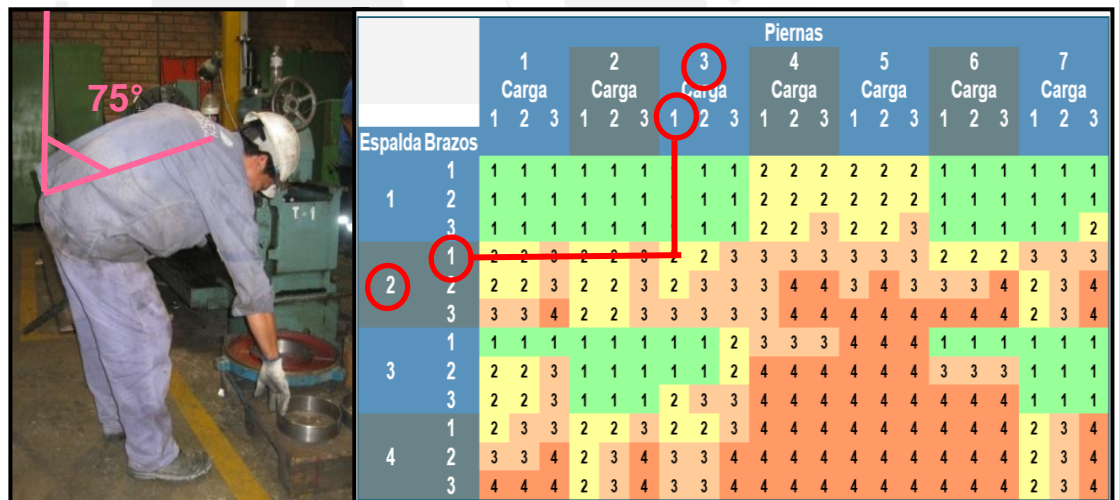 75°
T-1
Piernas
1 2 3 4 5 6 7
Carga Carga Carga Carga Carga Carga Carga
1 2 3 1 2 3 1 2 3 1 2 3 1 2 3 1 2 3 1 2 3
Espalda Brazos
1 1 1 1 1 1 1 1 1 2 2 2 2 2 2 1 1 1 1 1 1
1 2 1 1 1 1 1 1 1 1 2 2 2 2 2 2 1 1 1 1 1 1
3 1 1 1 1 1 1 1 1 2 2 3 2 2 3 1 1 1 1 1 2
1 2 2 3 2 2 3 2 2 3 3 3 3 3 3 3 2 2 2 3 3 3
2 2 2 2 3 2 2 3 2 3 3 3 4 4 3 4 3 3 3 4 2 3 4
3 3 3 4 2 2 3 3 3 3 3 4 4 4 4 4 4 4 4 2 3 4
1 1 1 1 1 1 1 1 1 2 3 3 3 4 4 4 1 1 1 1 1 1
3 2 2 2 3 1 1 1 1 1 2 4 4 4 4 4 4 3 3 3 1 1 1
3 2 2 3 1 1 1 2 3 3 4 4 4 4 4 4 4 4 4 1 1 1
1 2 3 3 2 2 3 2 2 3 4 4 4 4 4 4 4 4 4 2 3 4
4 2 3 3 4 2 3 4 3 3 4 4 4 4 4 4 4 4 4 4 2 3 4
3 4 4 4 2 3 4 3 3 4 4 4 4 4 4 4 4 4 4 2 3 4